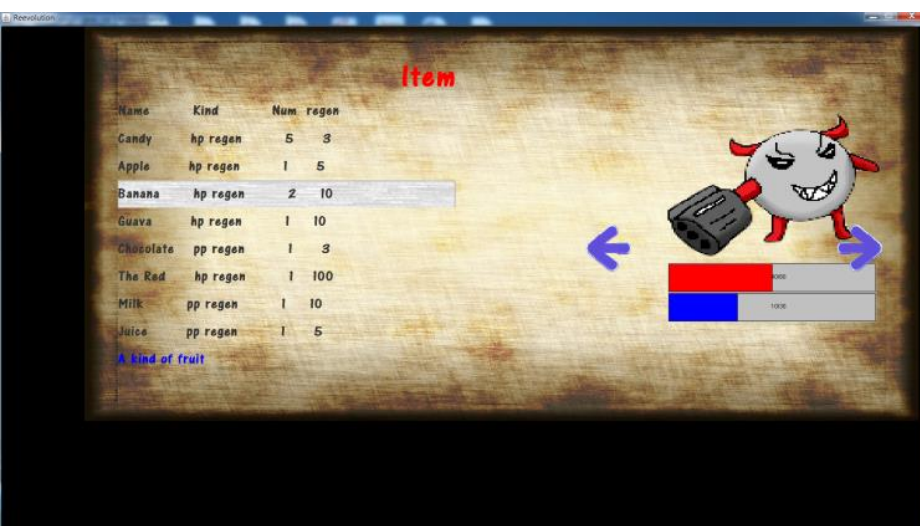 Reevolution
Item
Name Kind Num regen
Candy hp regen 5 3
Apple hp regen 1 5
Banana hp regen 2 10
Guava hp regen 1 10
Chocolate pp regen 1 3
The Red hp regen 1 100
Milk pp regen 1 10
Juice pp regen 1 5
A kind of fruit